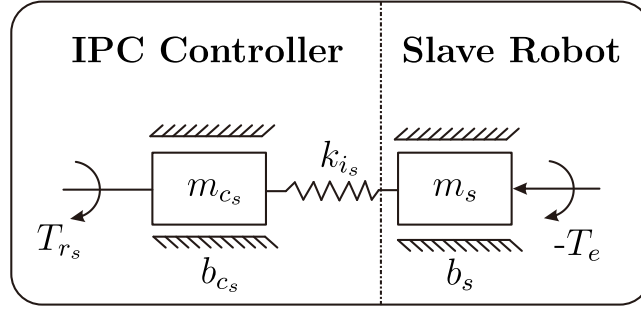 IPC Controller
Slave Robot
k_{i_s}
m_{c_s}
m_s
T_{r_s}
b_{c_s}
b_s
-T_e